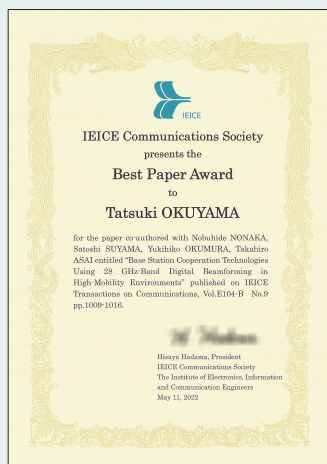 IEICE
IEICE Communications Society
presents the
Best Paper Award
to
Tatsuki OKUYAMA
for the paper co-authored with Nobuhide NONAKA,
Satoshi SUYAMA, Yukihiko OKUMURA, Takahiro
ASAI entitled “Base Station Cooperation Technologies
Using 28 GHz-Band Digital Beamforming in
High-Mobility Environments” published on IEICE
Transactions on Communications, Vol.E104-B No.9
pp.1009-1016.
Hisaya Hadama, President
IEICE Communications Society
The Institute of Electronics, Information
and Communication Engineers
May 11, 2022